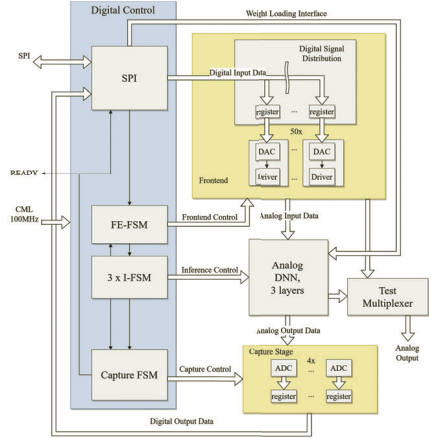 Digital Control
Weight Loading Interface
SPI
SPI
Digital Input Data
Digital Signal
Distribution
register
...
register
50x
DAC
...
DAC
Driver
...
Driver
Frontend
READY
CML
100MHz
FE-FSM
Frontend Control
Analog Input Data
3 x I-FSM
Inference Control
Analog
DNN,
3 layers
Test
Multiplexer
Analog Output Data
Analog
Output
Capture Stage
4x
ADC
...
ADC
register
...
register
Capture FSM
Capture Control
Digital Output Data